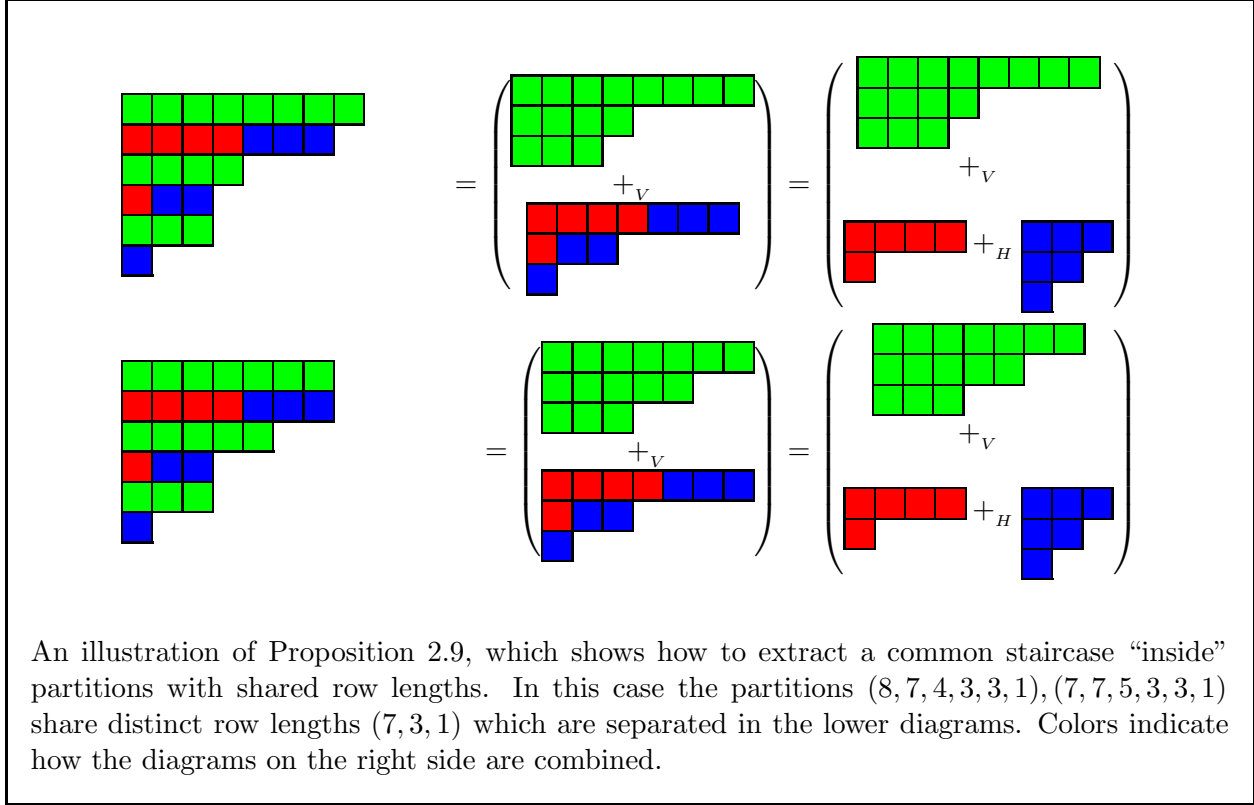 = ( +V ) = ( +V +H )
= ( +V ) = ( +V +H )
An illustration of Proposition 2.9, which shows how to extract a common staircase “inside”
partitions with shared row lengths. In this case the partitions (8, 7, 4, 3, 3, 1), (7, 7, 5, 3, 3, 1)
share distinct row lengths (7, 3, 1) which are separated in the lower diagrams. Colors indicate
how the diagrams on the right side are combined.